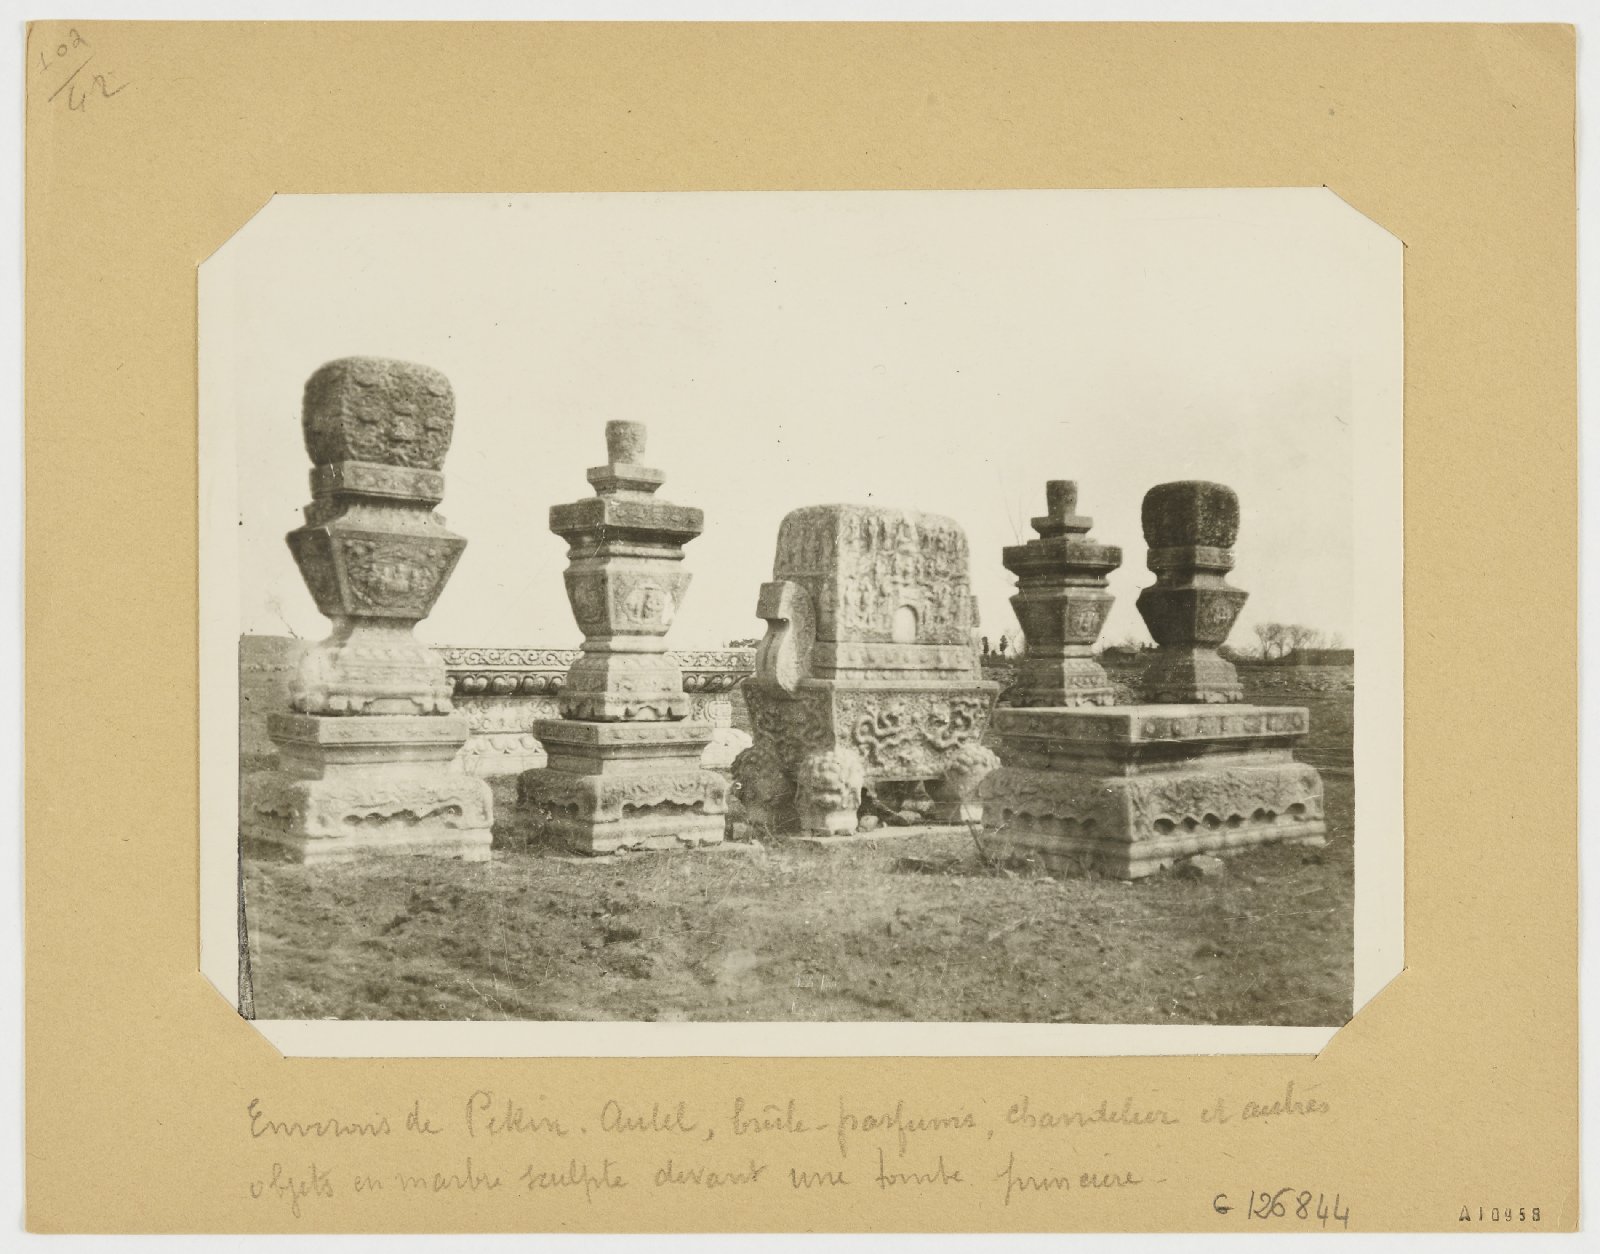 102
42
Environs de Pékin. Autel, brûle-parfums, chandelier et autres
objets en marbre sculpté devant une tombe princière -
G 126844
A10958